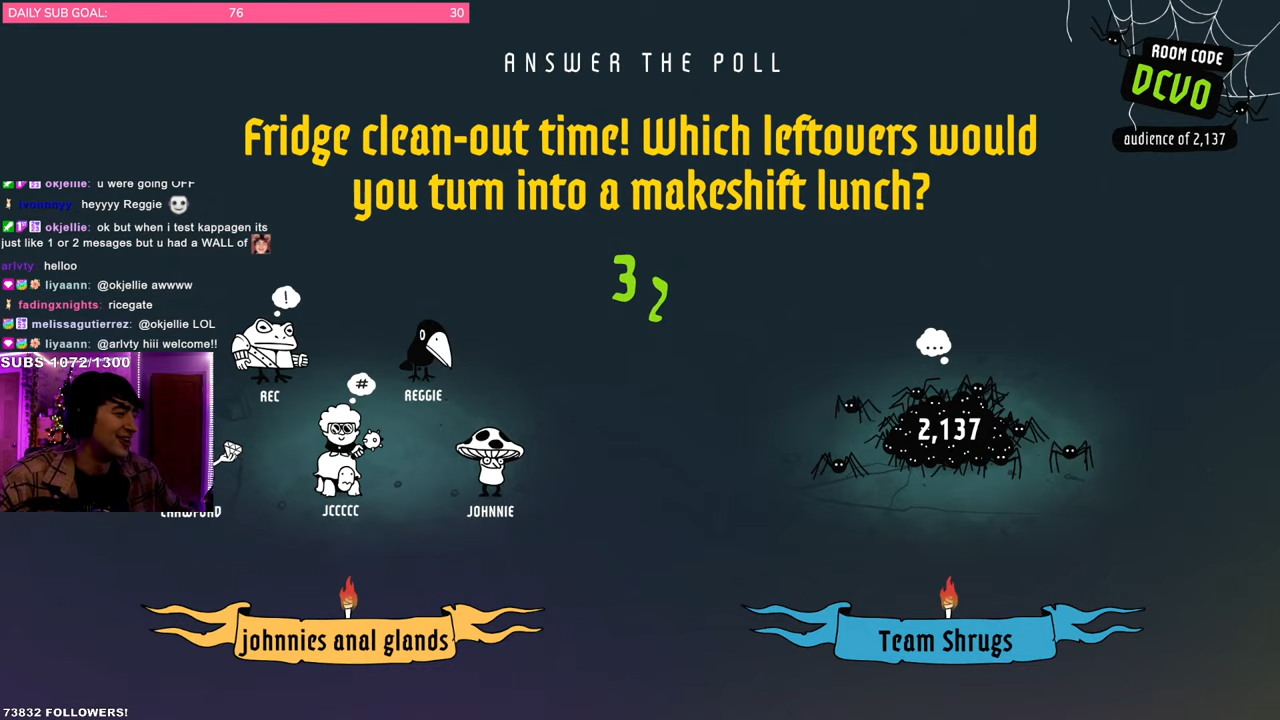 DAILY SUB GOAL: 76 30
ANSWER THE POLL
ROOM CODE
DCVO
audience of 2,137
Fridge clean-out time! Which leftovers would
you turn into a makeshift lunch?
32
okjellie: u were going OFF
ivonnnyy heyyyy Reggie
okjellie: ok but when i test kappagen its
just like 1 or 2 mesages but u had a WALL of
arlvty helloo
liyaann: @okjellie awwww
fadingxnights: ricegate
melissagutierrez: @okjellie LOL
liyaann: @arlvty hiii welcome!!
SUBS 1072/1300
!
REC
REGGIE
#
CRAWFORD
JCCCCC
JOHNNIE
...
2,137
johnnies anal glands
Team Shrugs
73832 FOLLOWERS!